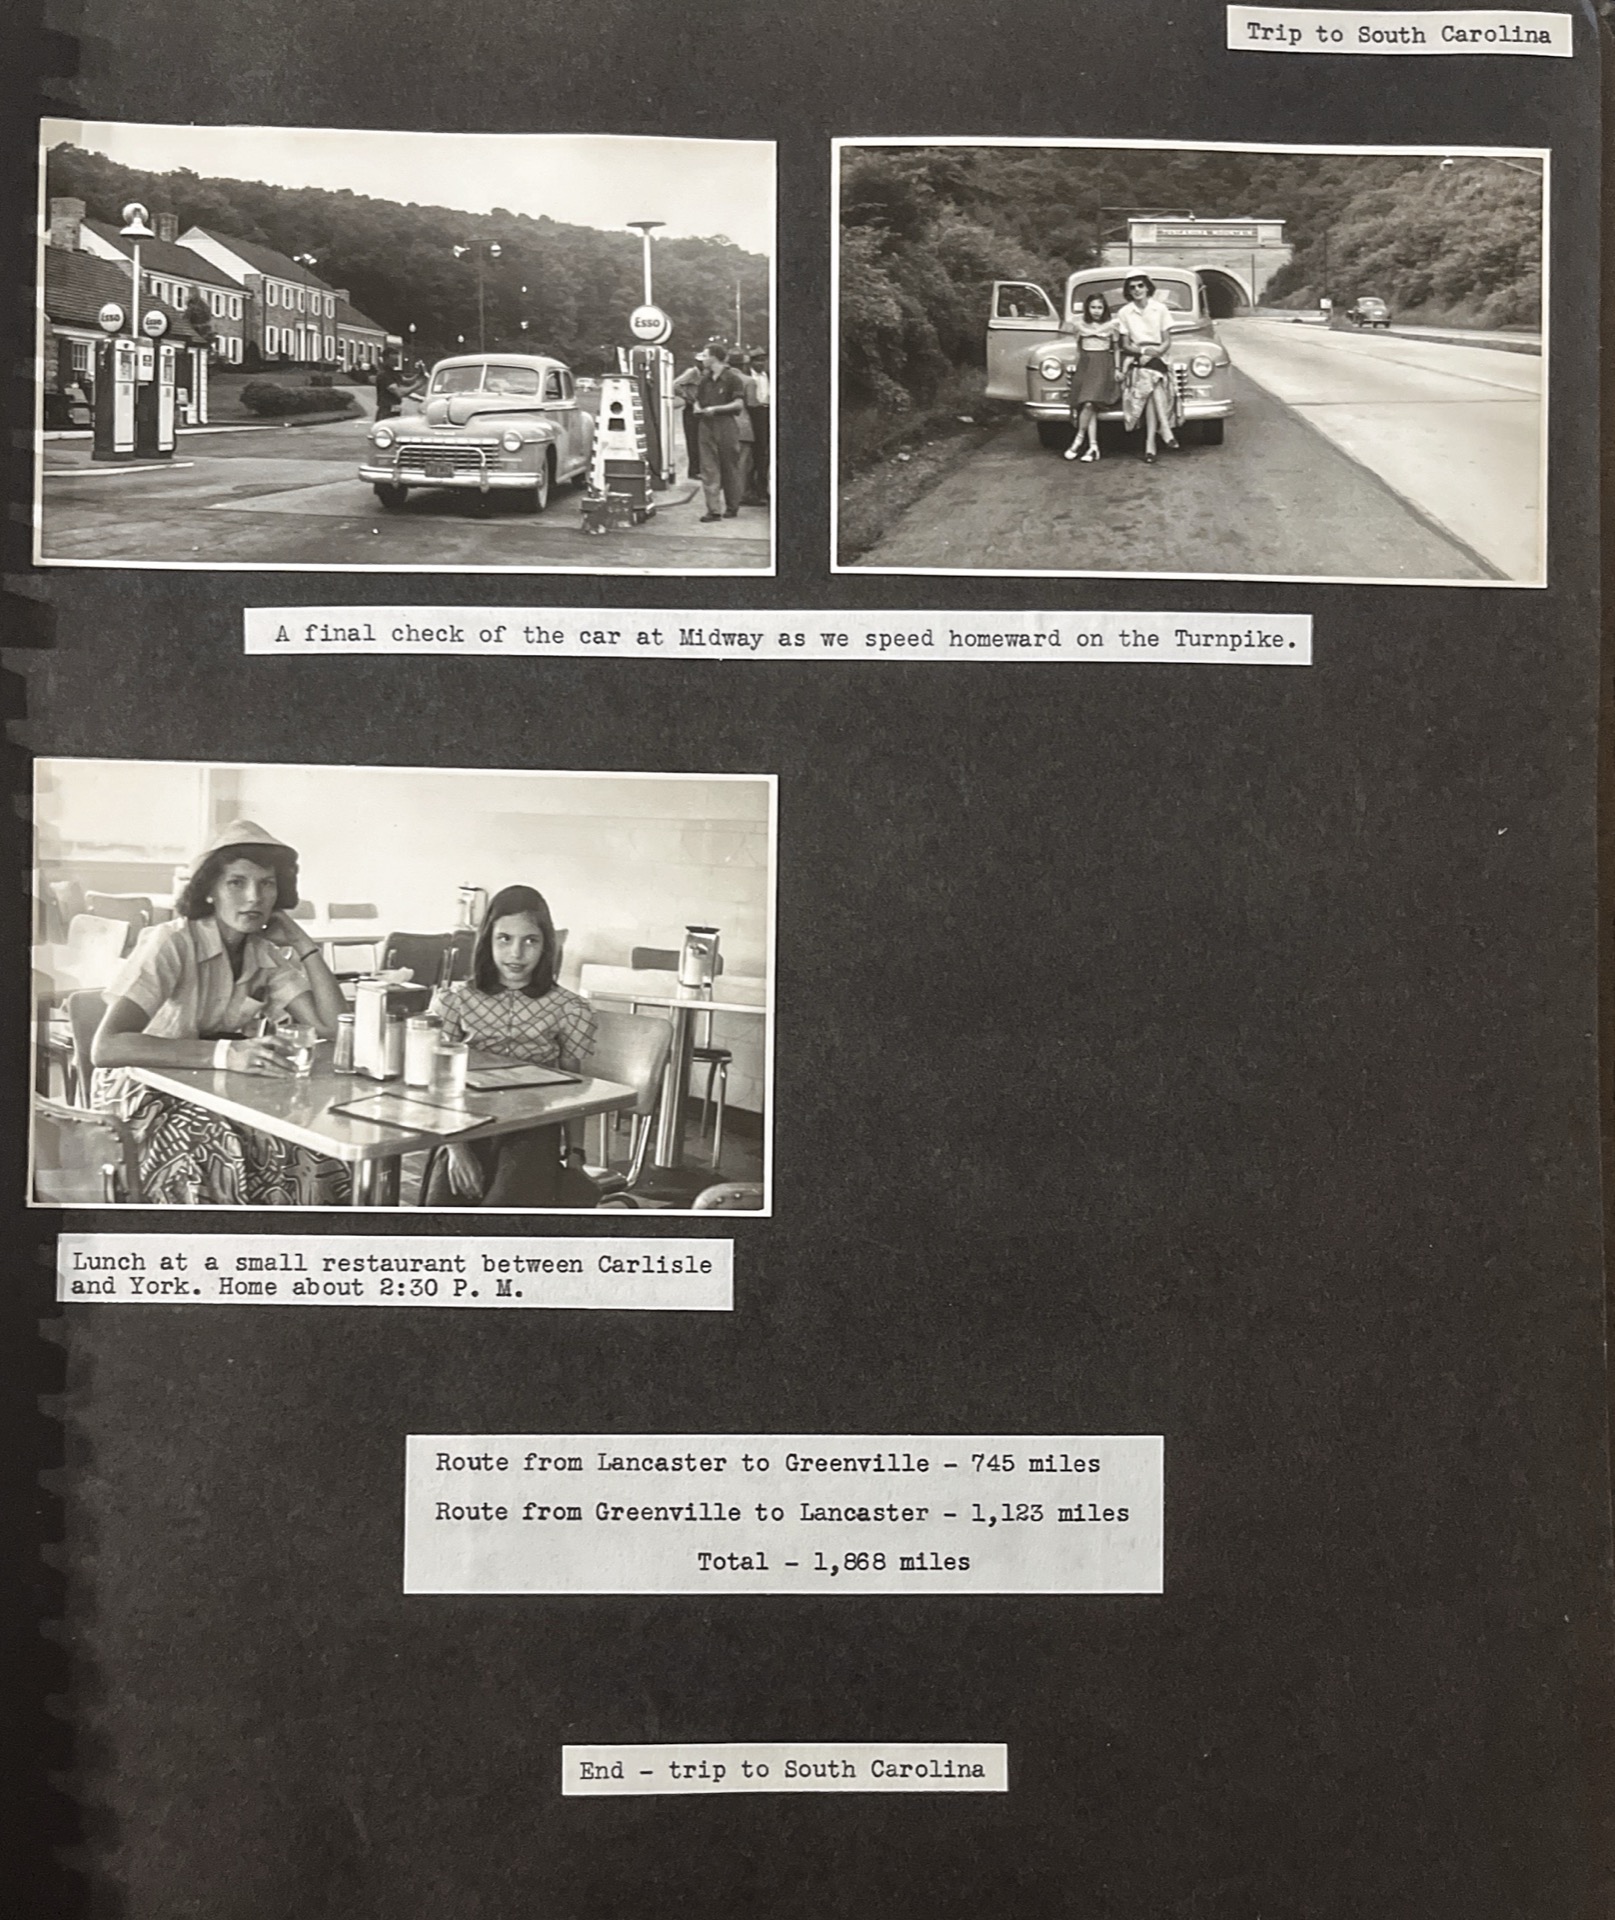 Trip to South Carolina
Esso
Esso
Esso
TUSCARORA MOUNTAIN
A final check of the car at Midway as we speed homeward on the Turnpike.
Lunch at a small restaurant between Carlisle
and York. Home about 2:30 P. M.
Route from Lancaster to Greenville - 745 miles
Route from Greenville to Lancaster - 1,123 miles
Total - 1,868 miles
End - trip to South Carolina